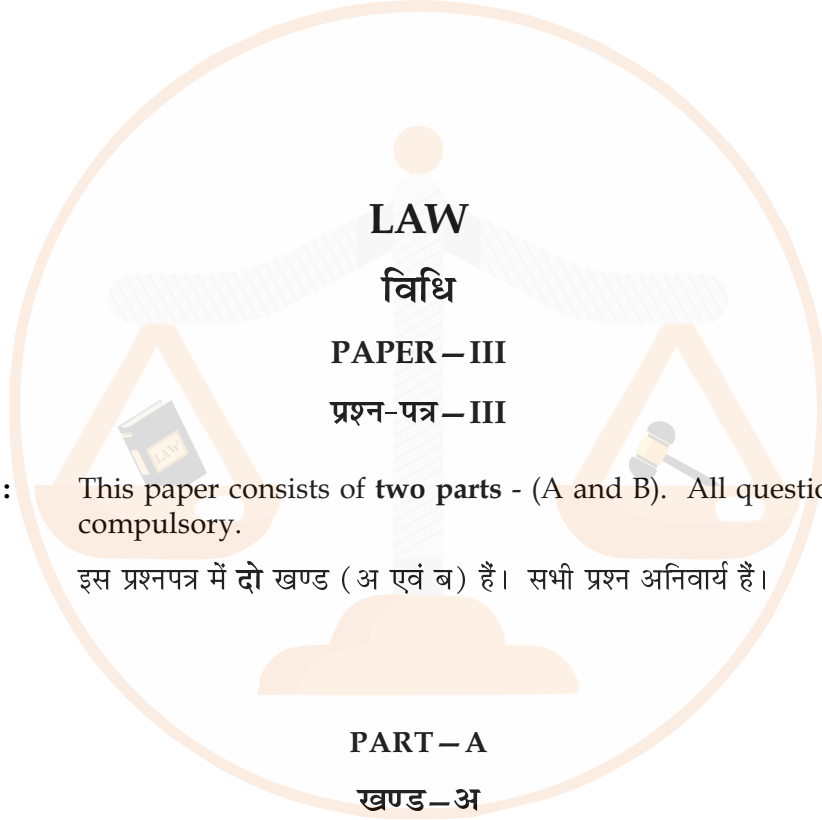 LAW
विधि
PAPER—III
प्रश्न-पत्र—III
: This paper consists of two parts - (A and B). All questio
compulsory.
इस प्रश्नपत्र में दो खण्ड (अ एवं ब) हैं। सभी प्रश्न अनिवार्य हैं।
LAW
PART—A
खण्ड—अ